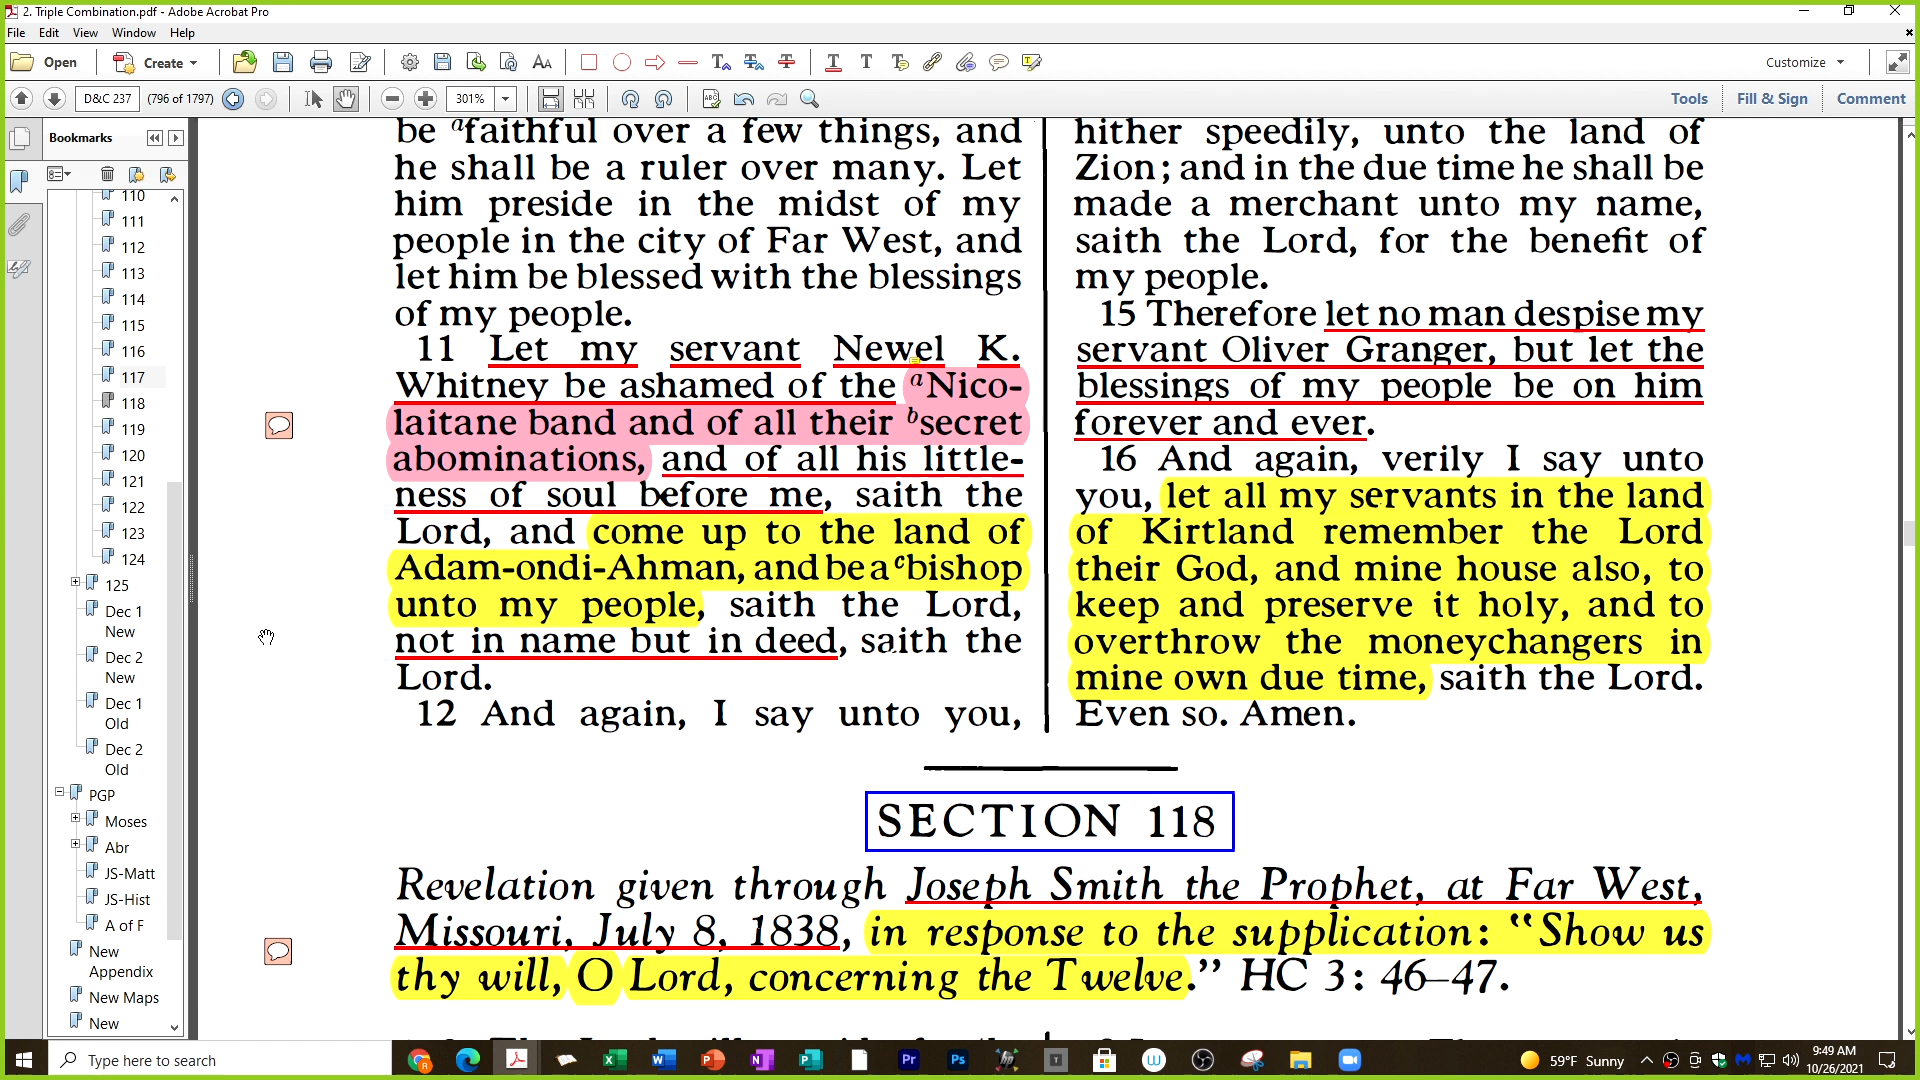 2. Triple Combination.pdf - Adobe Acrobat Pro
File Edit View Window Help
Open Create Customize
D&C 237 (796 of 1797) 301% Tools Fill & Sign Comment
Bookmarks
110
111
112
113
114
115
116
117
118
119
120
121
122
123
124
125
Dec 1
New
Dec 2
New
Dec 1
Old
Dec 2
Old
PGP
Moses
Abr
JS-Matt
JS-Hist
A of F
New
Appendix
New Maps
New
be ᵃfaithful over a few things, and
he shall be a ruler over many. Let
him preside in the midst of my
people in the city of Far West, and
let him be blessed with the blessings
of my people.
11 Let my servant Newel K.
Whitney be ashamed of the ᵃNico-
laitane band and of all their ᵇsecret
abominations, and of all his little-
ness of soul before me, saith the
Lord, and come up to the land of
Adam-ondi-Ahman, and be a ᶜbishop
unto my people, saith the Lord,
not in name but in deed, saith the
Lord.
12 And again, I say unto you,
hither speedily, unto the land of
Zion; and in the due time he shall be
made a merchant unto my name,
saith the Lord, for the benefit of
my people.
15 Therefore let no man despise my
servant Oliver Granger, but let the
blessings of my people be on him
forever and ever.
16 And again, verily I say unto
you, let all my servants in the land
of Kirtland remember the Lord
their God, and mine house also, to
keep and preserve it holy, and to
overthrow the moneychangers in
mine own due time, saith the Lord.
Even so. Amen.
SECTION 118
Revelation given through Joseph Smith the Prophet, at Far West,
Missouri, July 8, 1838, in response to the supplication: "Show us
thy will, O Lord, concerning the Twelve." HC 3: 46–47.
Type here to search
59°F Sunny
9:49 AM
10/26/2021